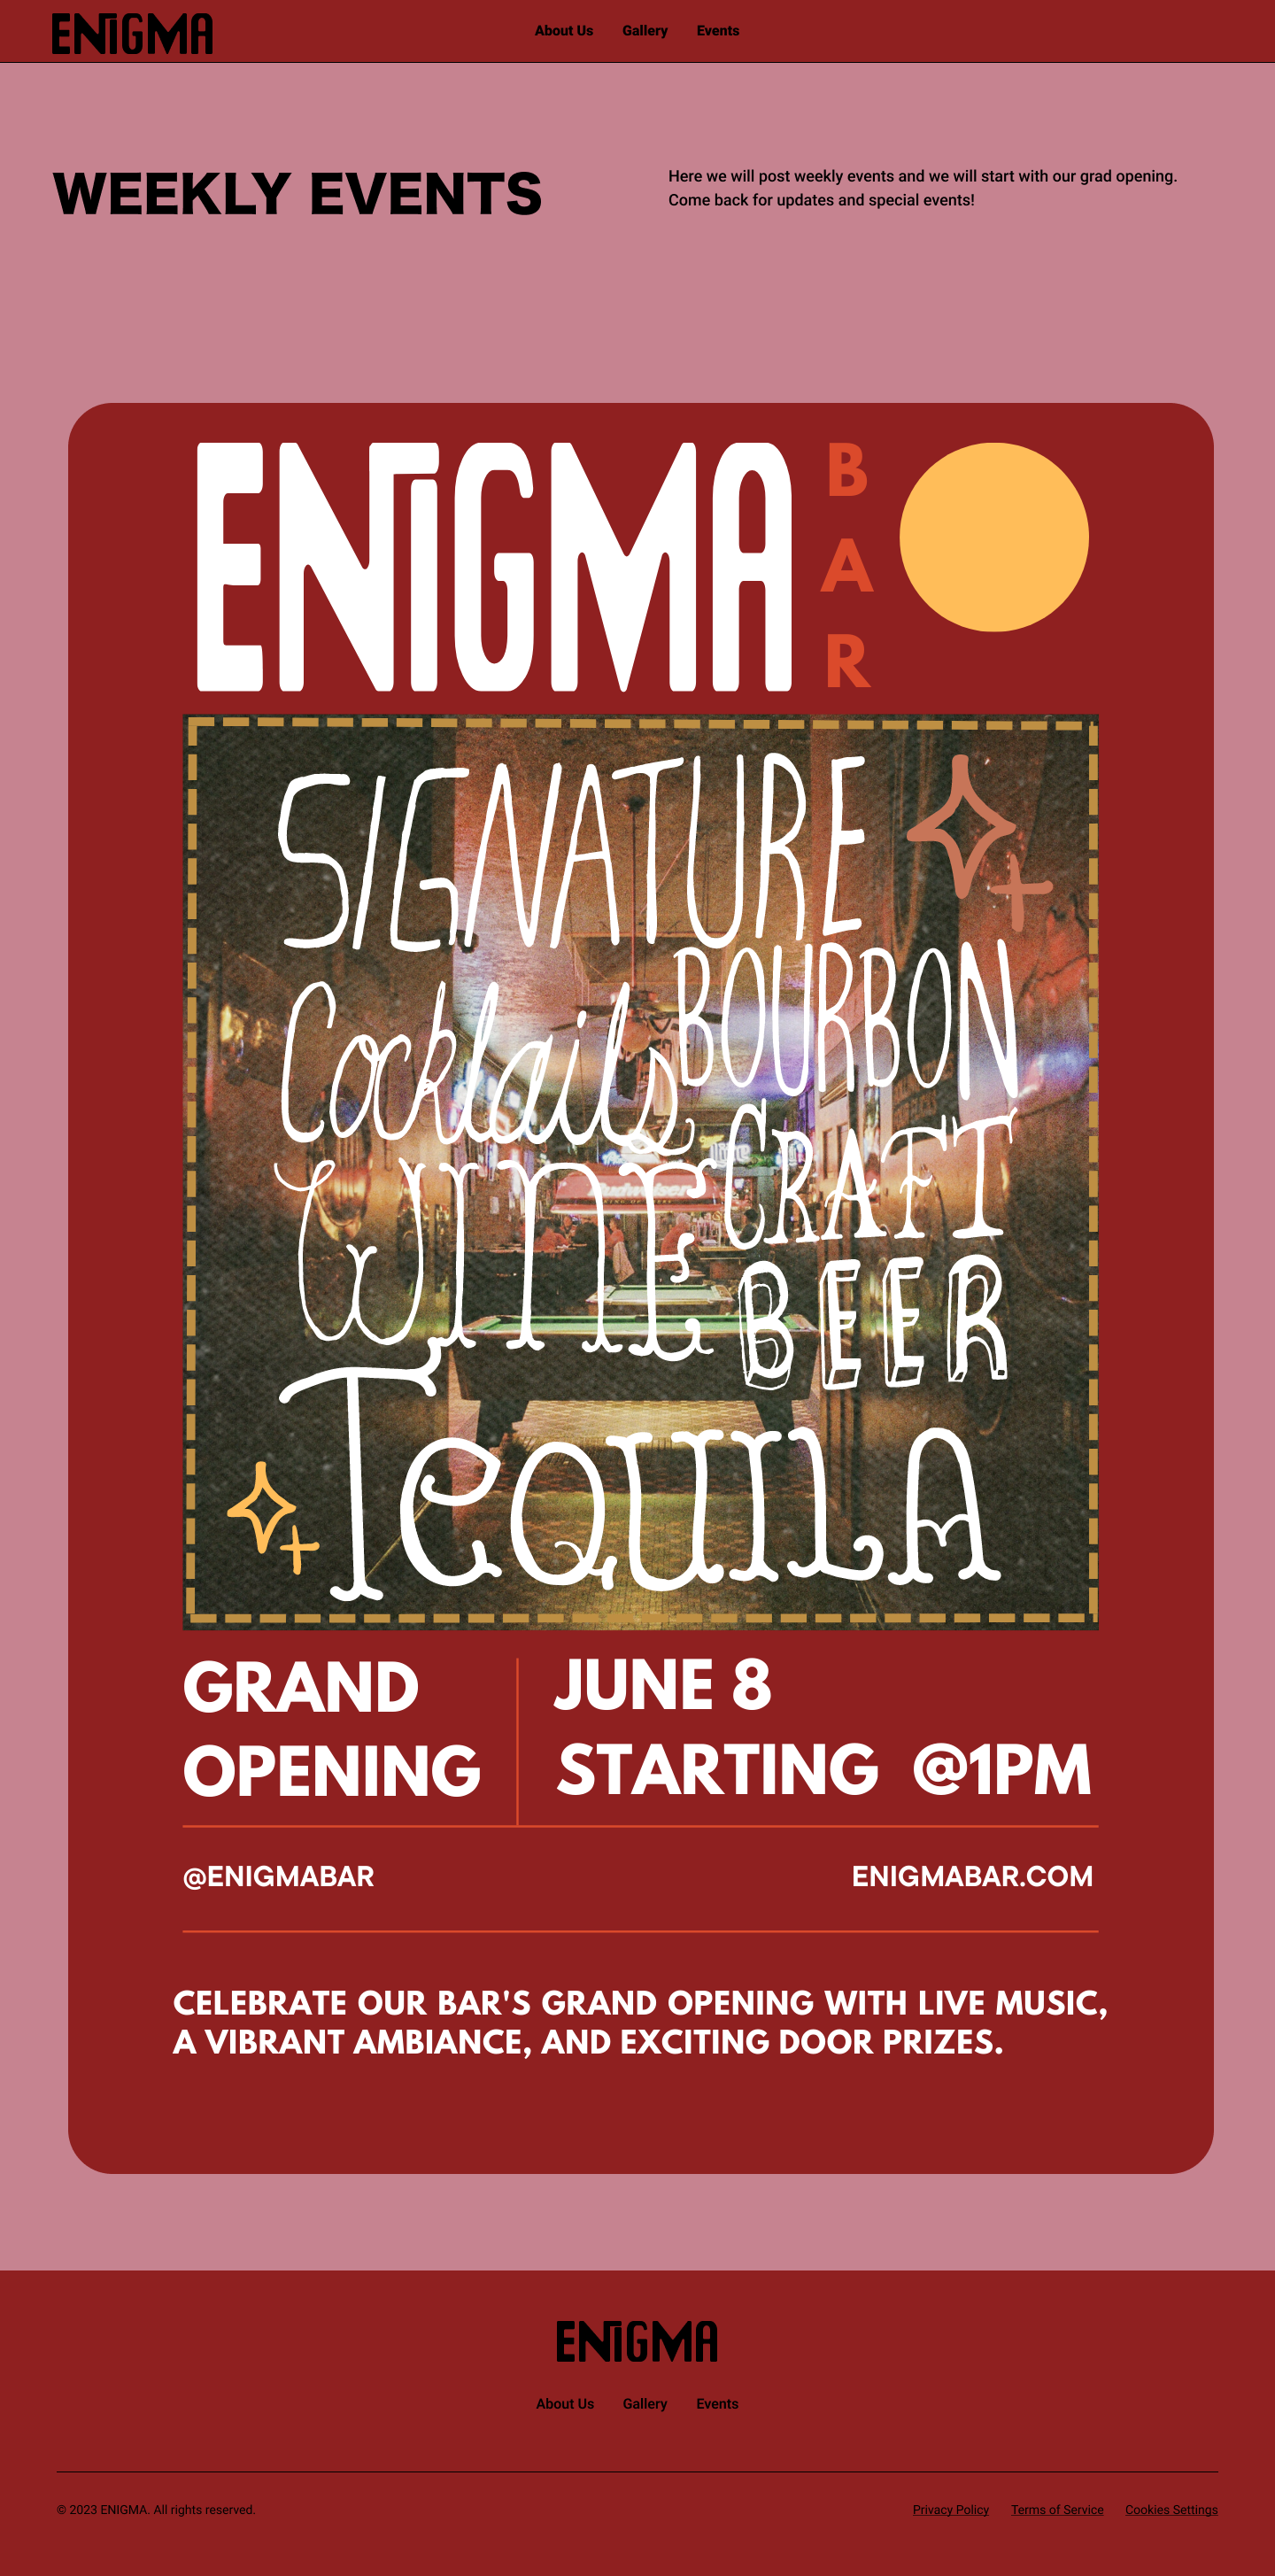 ENIGMA
About Us Gallery Events
WEEKLY EVENTS
Here we will post weekly events and we will start with our grad opening.
Come back for updates and special events!
ENIGMA
BAR
SIGNATURE
Cocktails
BOURBON
WINE
CRAFT
BEER
TEQUILA
Budweiser
GRAND
OPENING
JUNE 8
STARTING @1PM
@ENIGMABAR
ENIGMABAR.COM
CELEBRATE OUR BAR'S GRAND OPENING WITH LIVE MUSIC,
A VIBRANT AMBIANCE, AND EXCITING DOOR PRIZES.
ENIGMA
About Us Gallery Events
© 2023 ENIGMA. All rights reserved.
Privacy Policy Terms of Service Cookies Settings